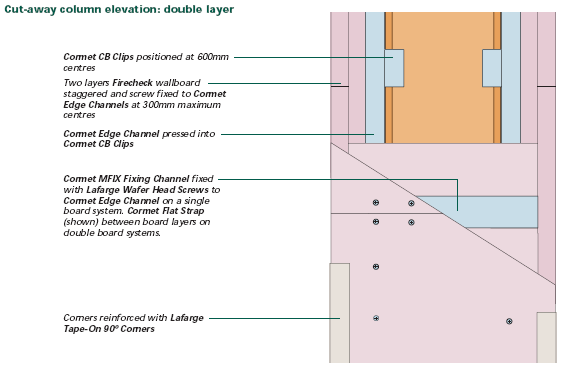 Cut-away column elevation: double layer
Cormet CB Clips positioned at 600mm
centres
Two layers Firecheck wallboard
staggered and screw fixed to Cormet
Edge Channels at 300mm maximum
centres
Cormet Edge Channel pressed into
Cormet CB Clips
Cormet MFIX Fixing Channel fixed
with Lafarge Wafer Head Screws to
Cormet Edge Channel on a single
board system. Cormet Flat Strap
(shown) between board layers on
double board systems.
Corners reinforced with Lafarge
Tape-On 90º Corners